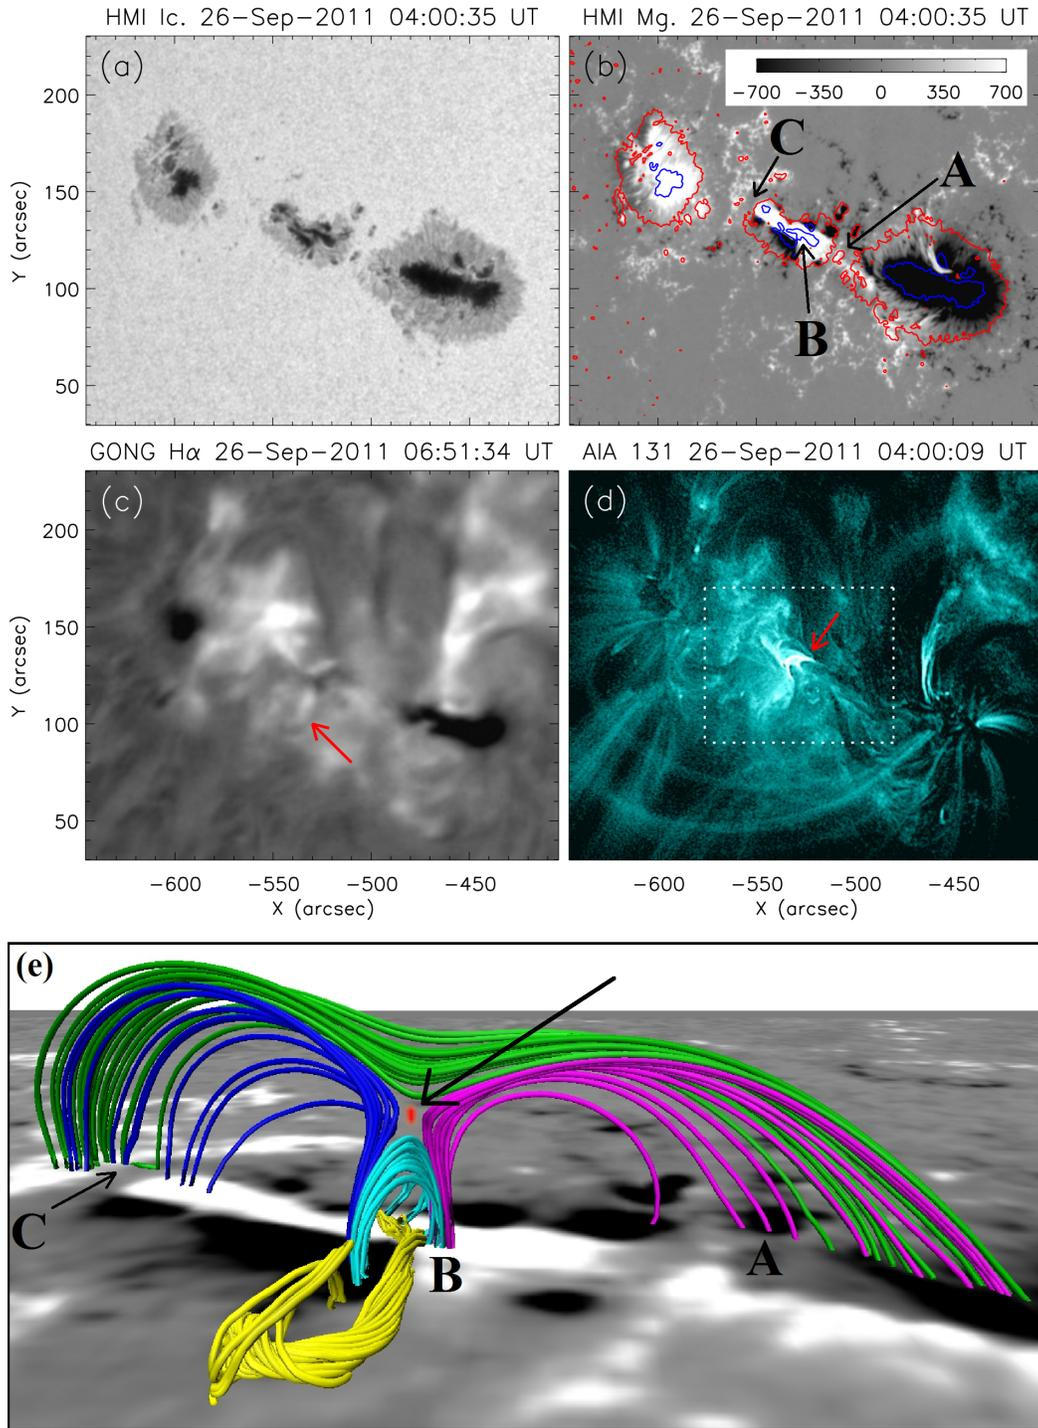 HMI Ic. 26-Sep-2011 04:00:35 UT
HMI Mg. 26-Sep-2011 04:00:35 UT
(a)
(b)
-700 -350 0 350 700
C
A
B
200
150
100
50
Y (arcsec)
GONG Hα 26-Sep-2011 06:51:34 UT
AIA 131 26-Sep-2011 04:00:09 UT
(c)
(d)
200
150
100
50
Y (arcsec)
-600 -550 -500 -450
X (arcsec)
-600 -550 -500 -450
X (arcsec)
(e)
C
B
A